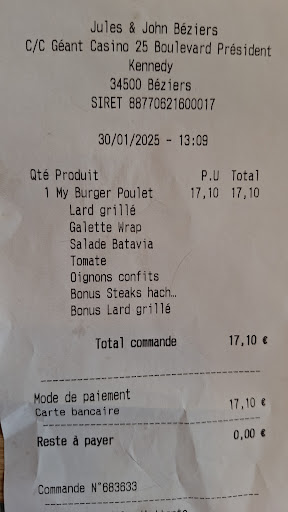 Jules & John Béziers
C/C Géant Casino 25 Boulevard Président
Kennedy
34500 Béziers
SIRET 88770621600017
30/01/2025 - 13:09
Qté Produit P.U Total
1 My Burger Poulet 17,10 17,10
Lard grillé
Galette Wrap
Salade Batavia
Tomate
Oignons confits
Bonus Steaks hach…
Bonus Lard grillé
Total commande 17,10 €
Mode de paiement
Carte bancaire 17,10 €
Reste à payer 0,00 €
Commande N°683633